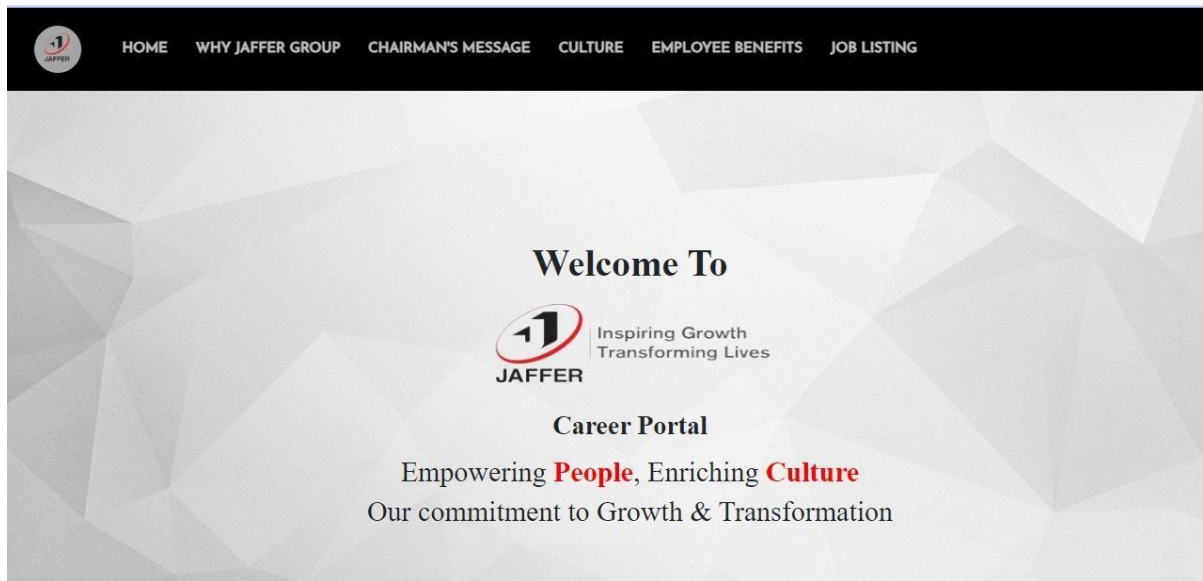 JAFFER
HOME WHY JAFFER GROUP CHAIRMAN'S MESSAGE CULTURE EMPLOYEE BENEFITS JOB LISTING
Welcome To
Inspiring Growth
Transforming Lives
JAFFER
Career Portal
Empowering People, Enriching Culture
Our commitment to Growth & Transformation